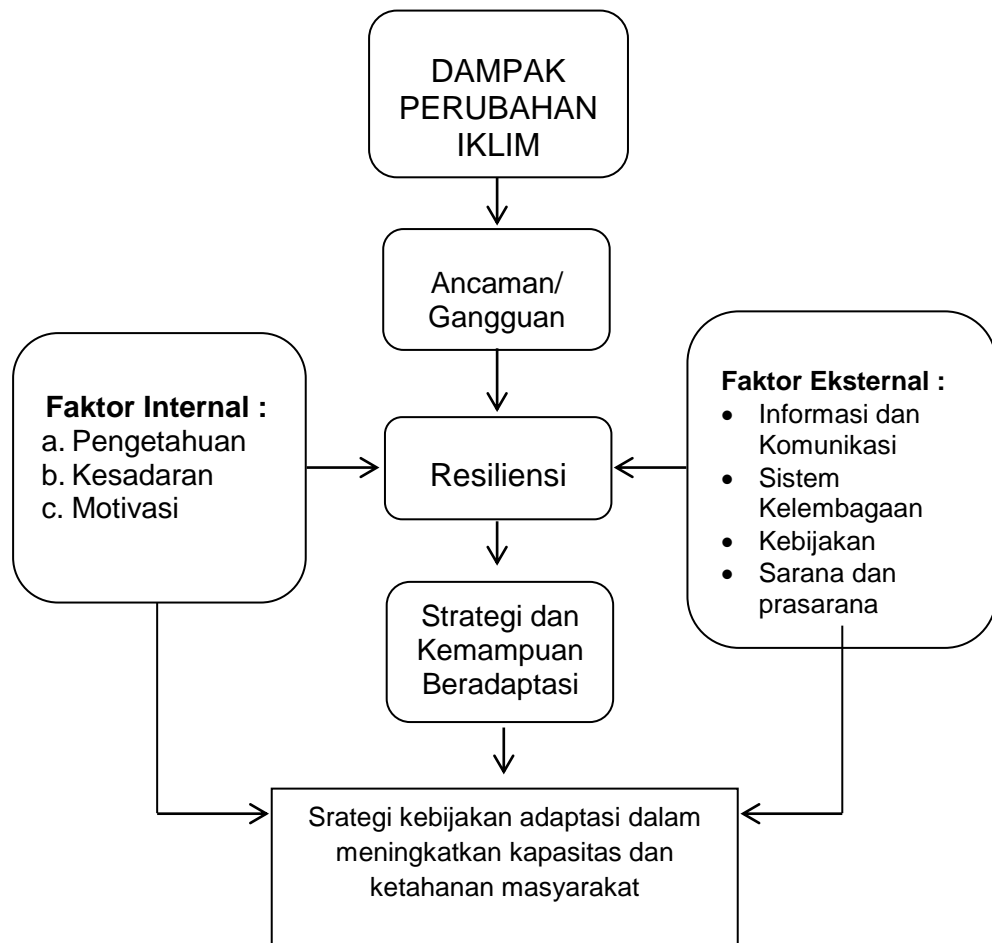 DAMPAK
PERUBAHAN
IKLIM
Ancaman/
Gangguan
Faktor Internal :
a. Pengetahuan
b. Kesadaran
c. Motivasi
Resiliensi
Faktor Eksternal :
• Informasi dan
Komunikasi
• Sistem
Kelembagaan
• Kebijakan
• Sarana dan
prasarana
Strategi dan
Kemampuan
Beradaptasi
Srategi kebijakan adaptasi dalam
meningkatkan kapasitas dan
ketahanan masyarakat